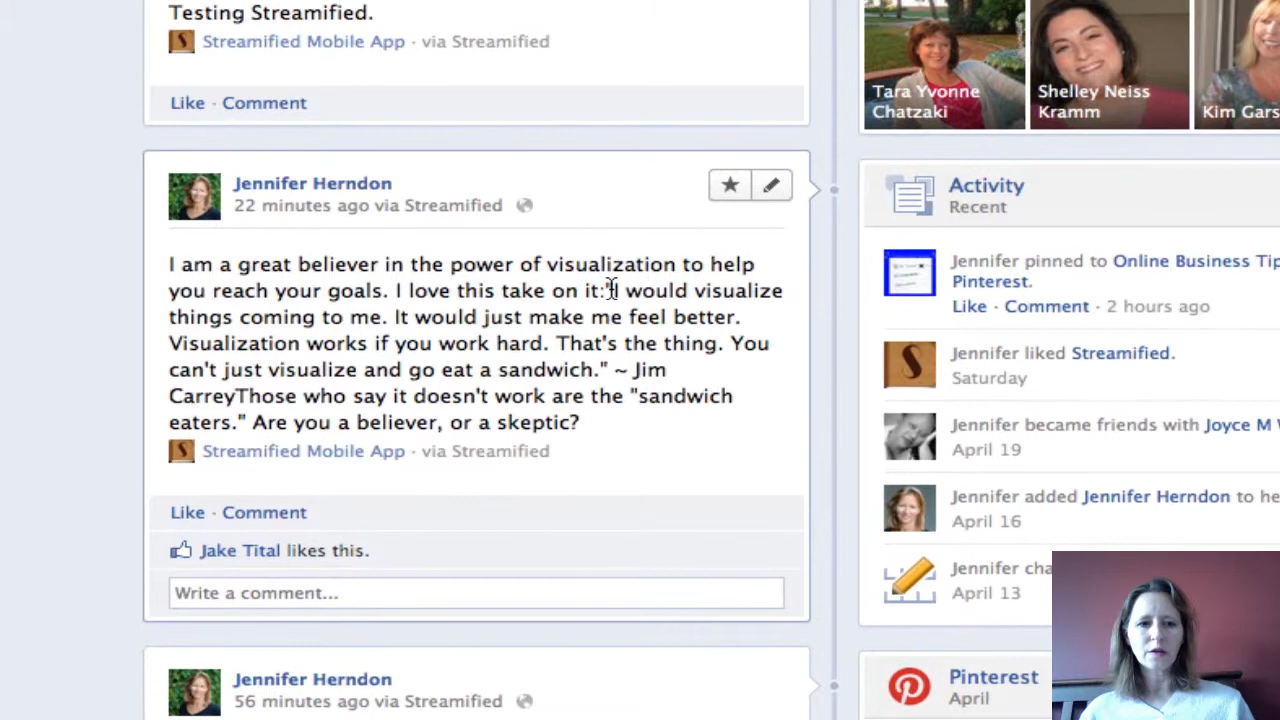 Testing Streamified.
Streamified Mobile App · via Streamified
Like · Comment
Jennifer Herndon
22 minutes ago via Streamified
I am a great believer in the power of visualization to help
you reach your goals. I love this take on it:"I would visualize
things coming to me. It would just make me feel better.
Visualization works if you work hard. That's the thing. You
can't just visualize and go eat a sandwich." ~ Jim
CarreyThose who say it doesn't work are the "sandwich
eaters." Are you a believer, or a skeptic?
Streamified Mobile App · via Streamified
Like · Comment
Jake Tital likes this.
Write a comment...
Jennifer Herndon
56 minutes ago via Streamified
Tara Yvonne
Chatzaki
Shelley Neiss
Kramm
Kim Gars
Activity
Recent
Jennifer pinned to Online Business Tip
Pinterest.
Like · Comment · 2 hours ago
Jennifer liked Streamified.
Saturday
Jennifer became friends with Joyce M W
April 19
Jennifer added Jennifer Herndon to he
April 16
Jennifer cha
April 13
Pinterest
April